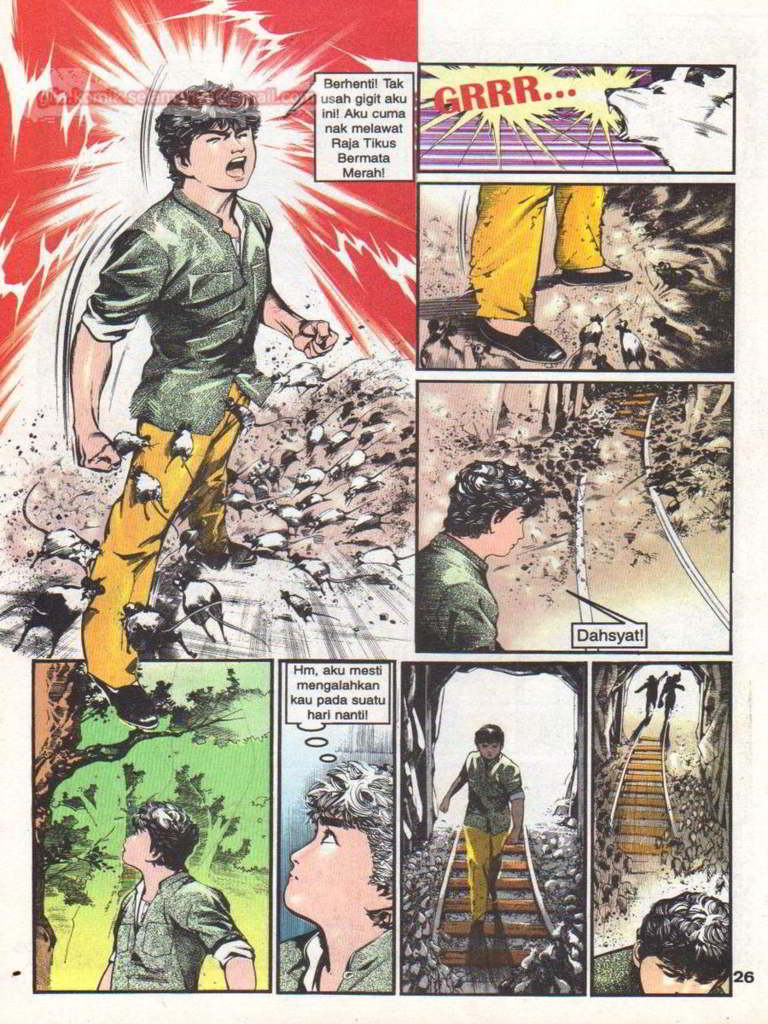 Berhenti! Tak
usah gigit aku
ini! Aku cuma
nak melawat
Raja Tikus
Bermata
Merah!
GRRR...
Dahsyat!
Hm, aku mesti
mengalahkan
kau pada suatu
hari nanti!
26